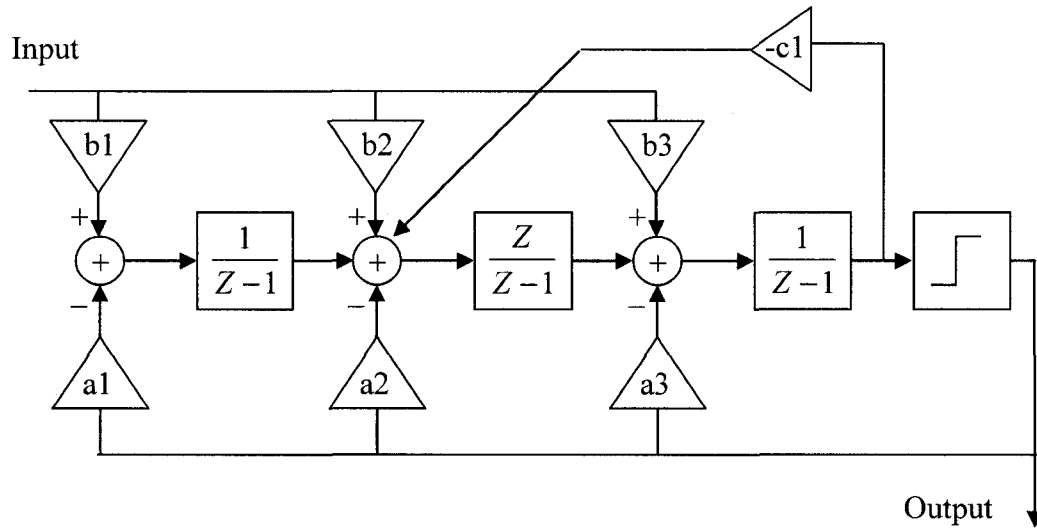 Input
-c1
b1
b2
b3
+
+
+
+
1
Z−1
+
Z
Z−1
+
1
Z−1
−
−
−
a1
a2
a3
Output